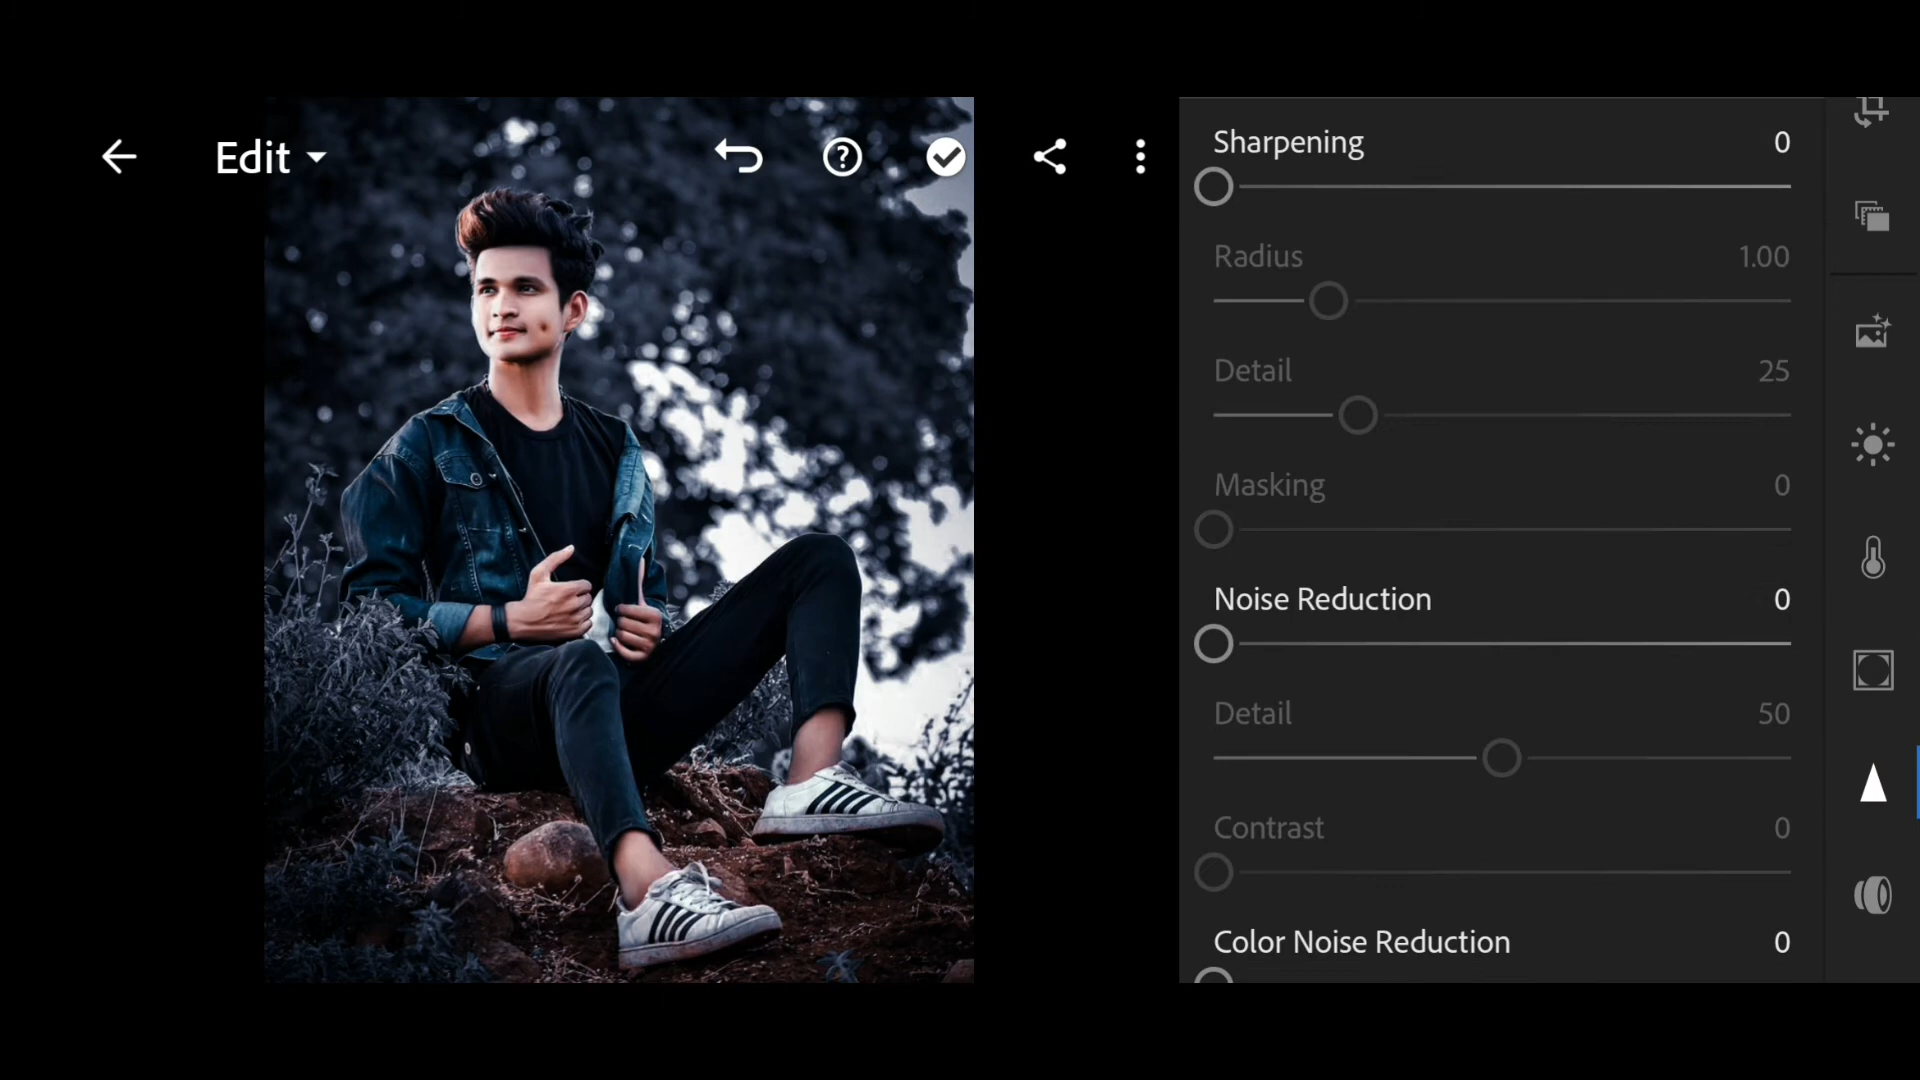 Edit
Sharpening 0
Radius 1.00
Detail 25
Masking 0
Noise Reduction 0
Detail 50
Contrast 0
Color Noise Reduction 0